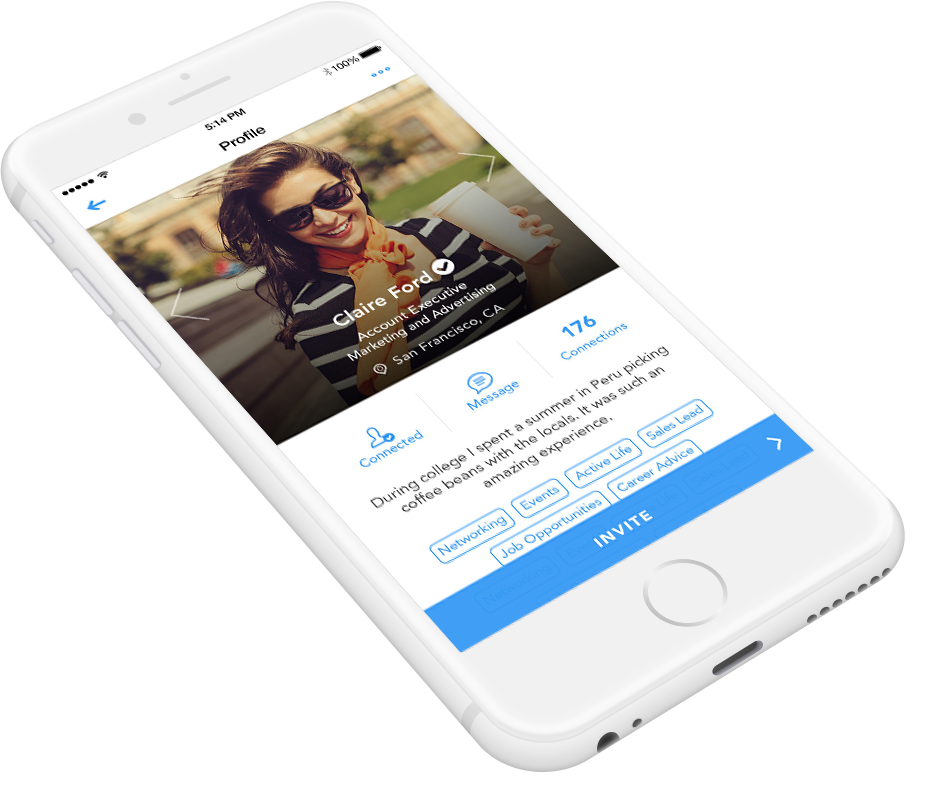 100%
5:14 PM
Profile
Claire Ford
Account Executive
Marketing and Advertising
San Francisco, CA
Connected
Message
176
Connections
During college I spent a summer in Peru picking
coffee beans with the locals. It was such an
amazing experience.
Networking
Events
Active Life
Sales Lead
Job Opportunities
Career Advice
INVITE